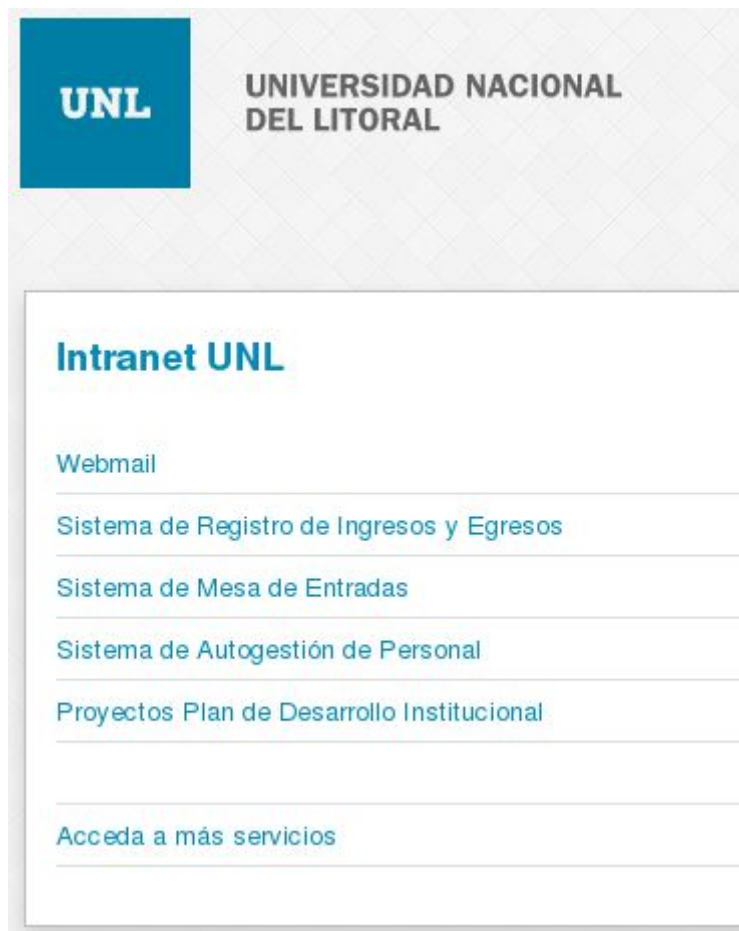 UNL
UNIVERSIDAD NACIONAL
DEL LITORAL
Intranet UNL
Webmail
Sistema de Registro de Ingresos y Egresos
Sistema de Mesa de Entradas
Sistema de Autogestión de Personal
Proyectos Plan de Desarrollo Institucional
Acceda a más servicios